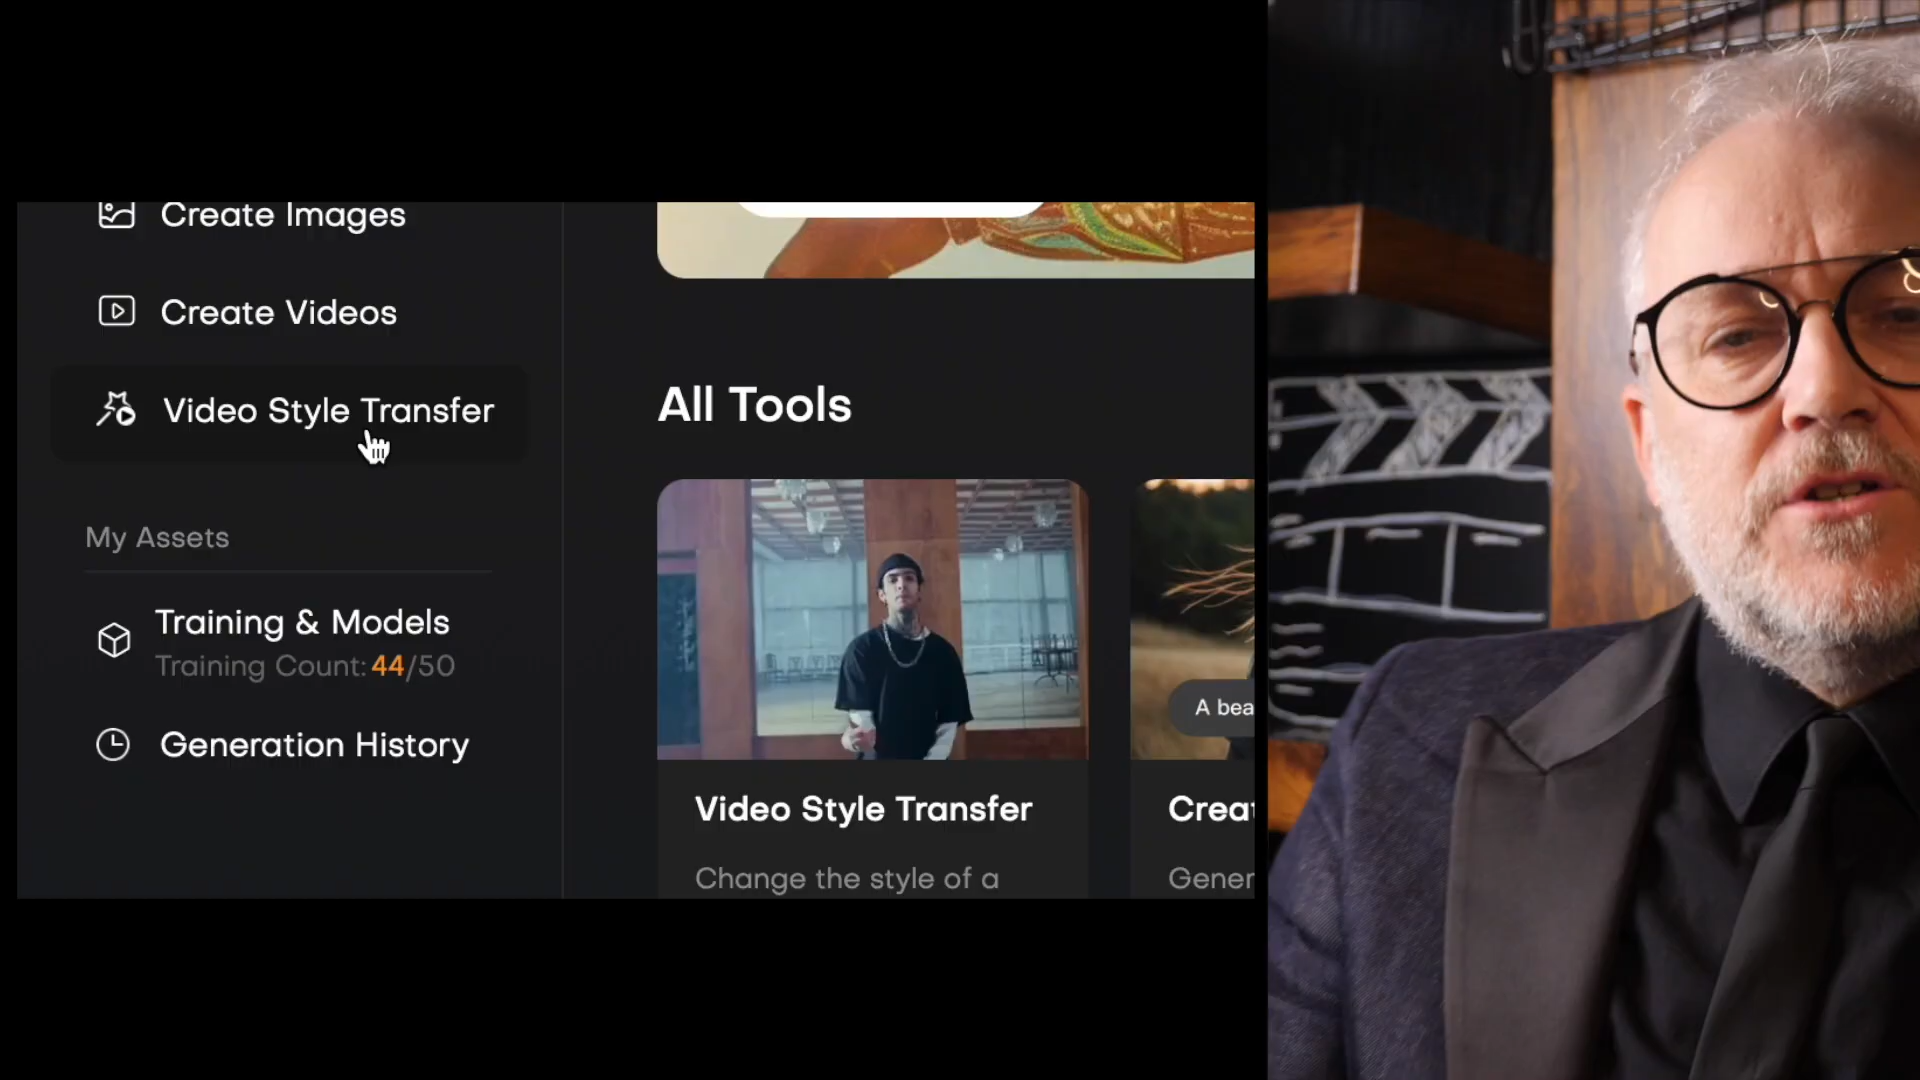 Create Images
Create Videos
Video Style Transfer
My Assets
Training & Models
Training Count: 44/50
Generation History
All Tools
Video Style Transfer
Change the style of a
A bea
Creat
Gener